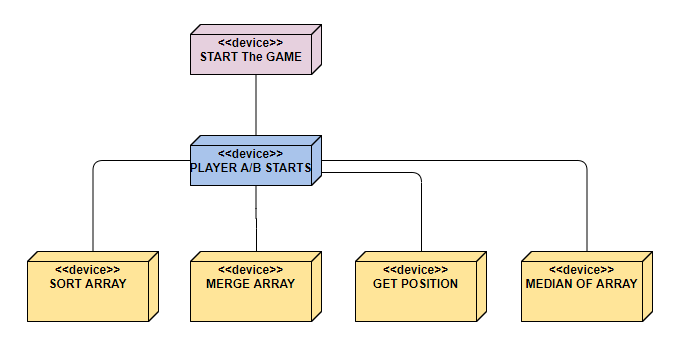 <<device>>
START The GAME
<<device>>
PLAYER A/B STARTS
<<device>>
SORT ARRAY
<<device>>
MERGE ARRAY
<<device>>
GET POSITION
<<device>>
MEDIAN OF ARRAY